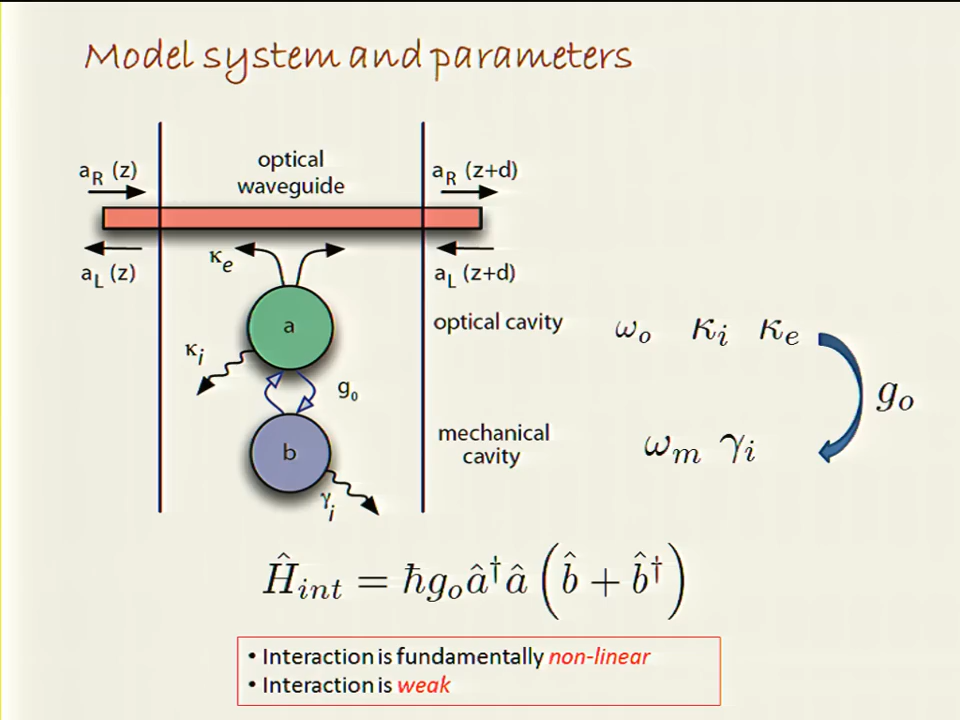 Model system and parameters
optical
waveguide
a_R (z)
a_R (z+d)
a_L (z)
a_L (z+d)
κ_e
a
optical cavity
ω_o κ_i κ_e
κ_i
g_0
g_o
b
mechanical
cavity
ω_m γ_i
γ_i
Ĥ_int = ħg_o â†â (b̂ + b̂†)
• Interaction is fundamentally non-linear
• Interaction is weak